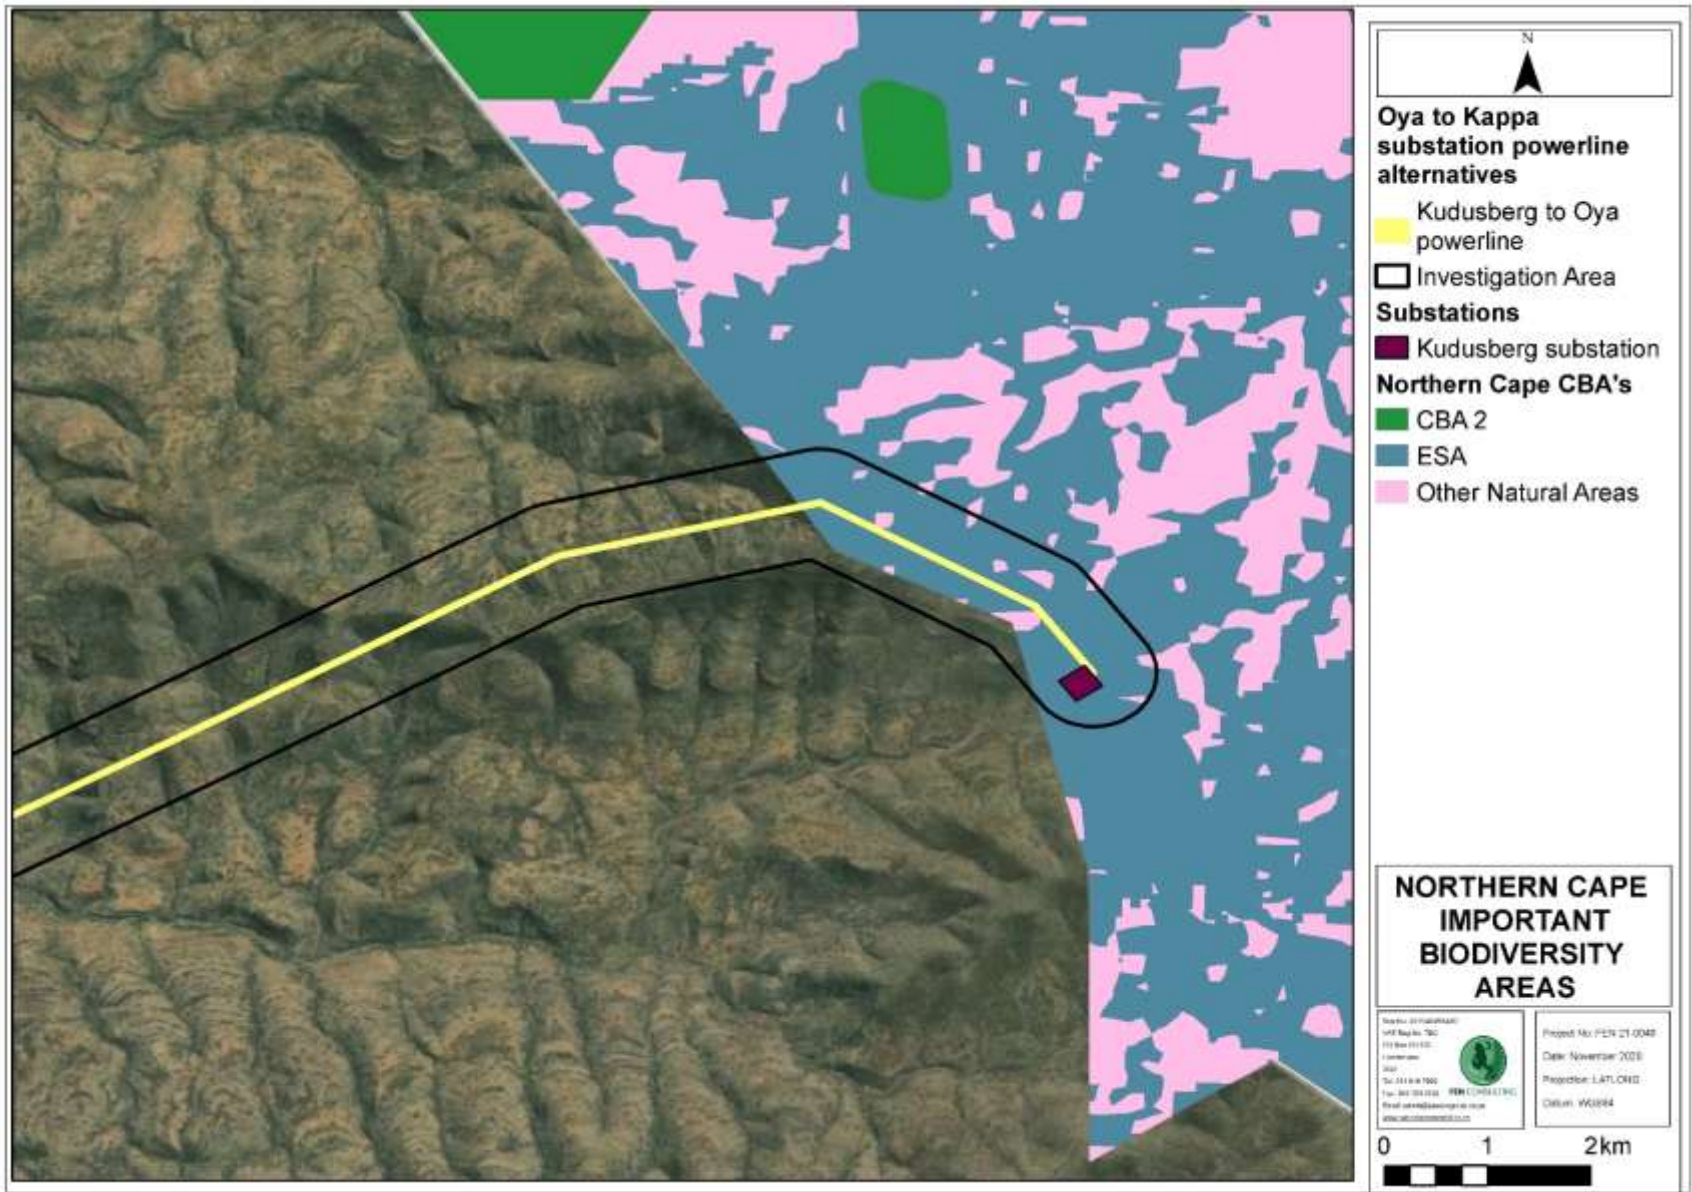 N
Oya to Kappa
substation powerline
alternatives
Kudusberg to Oya
powerline
Investigation Area
Substations
Kudusberg substation
Northern Cape CBA's
CBA 2
ESA
Other Natural Areas
NORTHERN CAPE
IMPORTANT
BIODIVERSITY
AREAS
FEN CONSULTING
Project No: FEN 21-0048
Date: November 2020
Projection: LATLONG
Datum: WGS84
0 1 2km